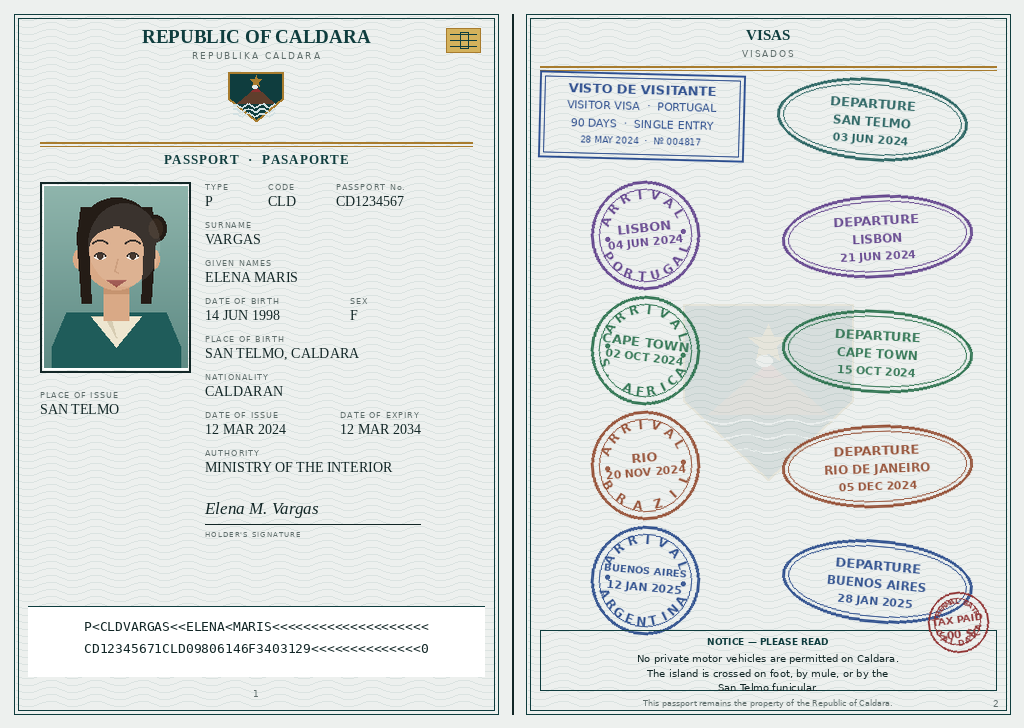 REPUBLIC OF CALDARA
REPUBLIKA CALDARA
PASSPORT · PASAPORTE
TYPE CODE PASSPORT No.
P CLD CD1234567
SURNAME
VARGAS
GIVEN NAMES
ELENA MARIS
DATE OF BIRTH SEX
14 JUN 1998 F
PLACE OF BIRTH
SAN TELMO, CALDARA
NATIONALITY
CALDARAN
PLACE OF ISSUE
SAN TELMO
DATE OF ISSUE DATE OF EXPIRY
12 MAR 2024 12 MAR 2034
AUTHORITY
MINISTRY OF THE INTERIOR
Elena M. Vargas
HOLDER'S SIGNATURE
P<CLDVARGAS<<ELENA<MARIS<<<<<<<<<<<<<<<<<<<<
CD12345671CLD09806146F3403129<<<<<<<<<<<<<<0
1
VISAS
VISADOS
VISTO DE VISITANTE
VISITOR VISA · PORTUGAL
90 DAYS · SINGLE ENTRY
28 MAY 2024 · № 004817
DEPARTURE
SAN TELMO
03 JUN 2024
ARRIVAL
LISBON
04 JUN 2024
PORTUGAL
DEPARTURE
LISBON
21 JUN 2024
ARRIVAL
CAPE TOWN
02 OCT 2024
S. AFRICA
DEPARTURE
CAPE TOWN
15 OCT 2024
ARRIVAL
RIO
20 NOV 2024
BRAZIL
DEPARTURE
RIO DE JANEIRO
05 DEC 2024
ARRIVAL
BUENOS AIRES
12 JAN 2025
ARGENTINA
DEPARTURE
BUENOS AIRES
28 JAN 2025
TAX PAID
CALDARA
NOTICE — PLEASE READ
No private motor vehicles are permitted on Caldara.
The island is crossed on foot, by mule, or by the
San Telmo funicular.
This passport remains the property of the Republic of Caldara.
2